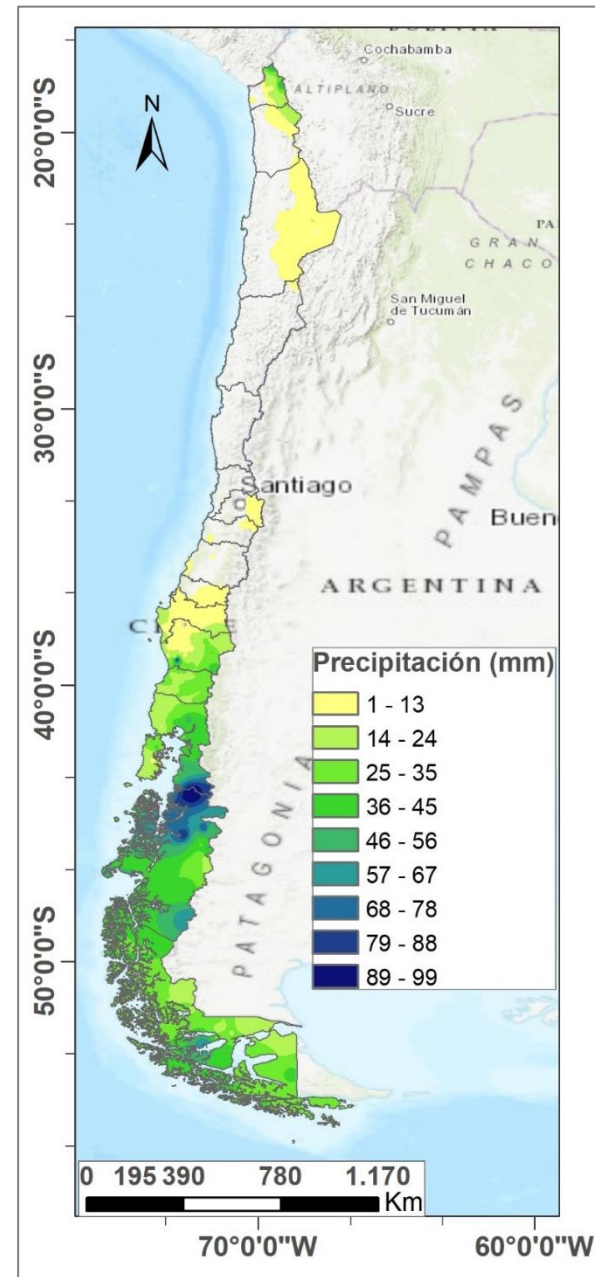 BOLIVIA
Cochabamba
ALTIPLANO
Sucre
N
20°0'0"S
GRAN
CHACO
San Miguel
de Tucumán
30°0'0"S
PAMPAS
Santiago
Buen
ARGENTINA
C
E
Precipitación (mm)
1 - 13
14 - 24
25 - 35
36 - 45
46 - 56
57 - 67
68 - 78
79 - 88
89 - 99
40°0'0"S
PATAGONIA
50°0'0"S
0 195 390 780 1.170
Km
70°0'0"W 60°0'0"W